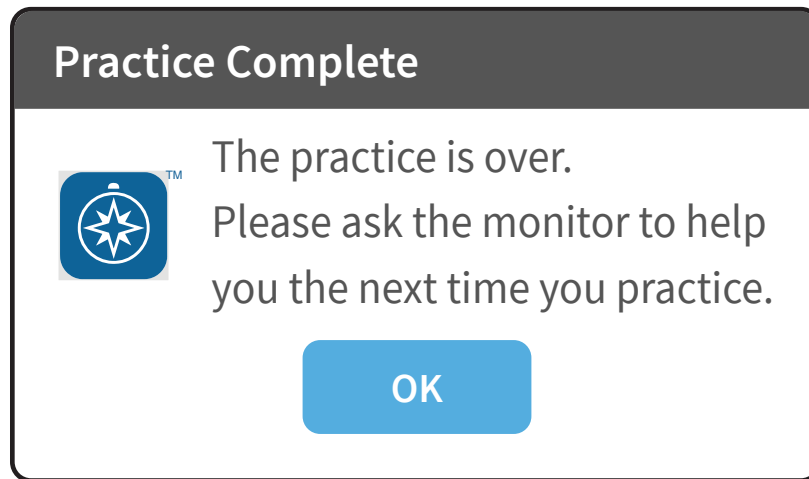 Practice Complete
The practice is over.
TM
Please ask the monitor to help
you the next time you practice.
OK